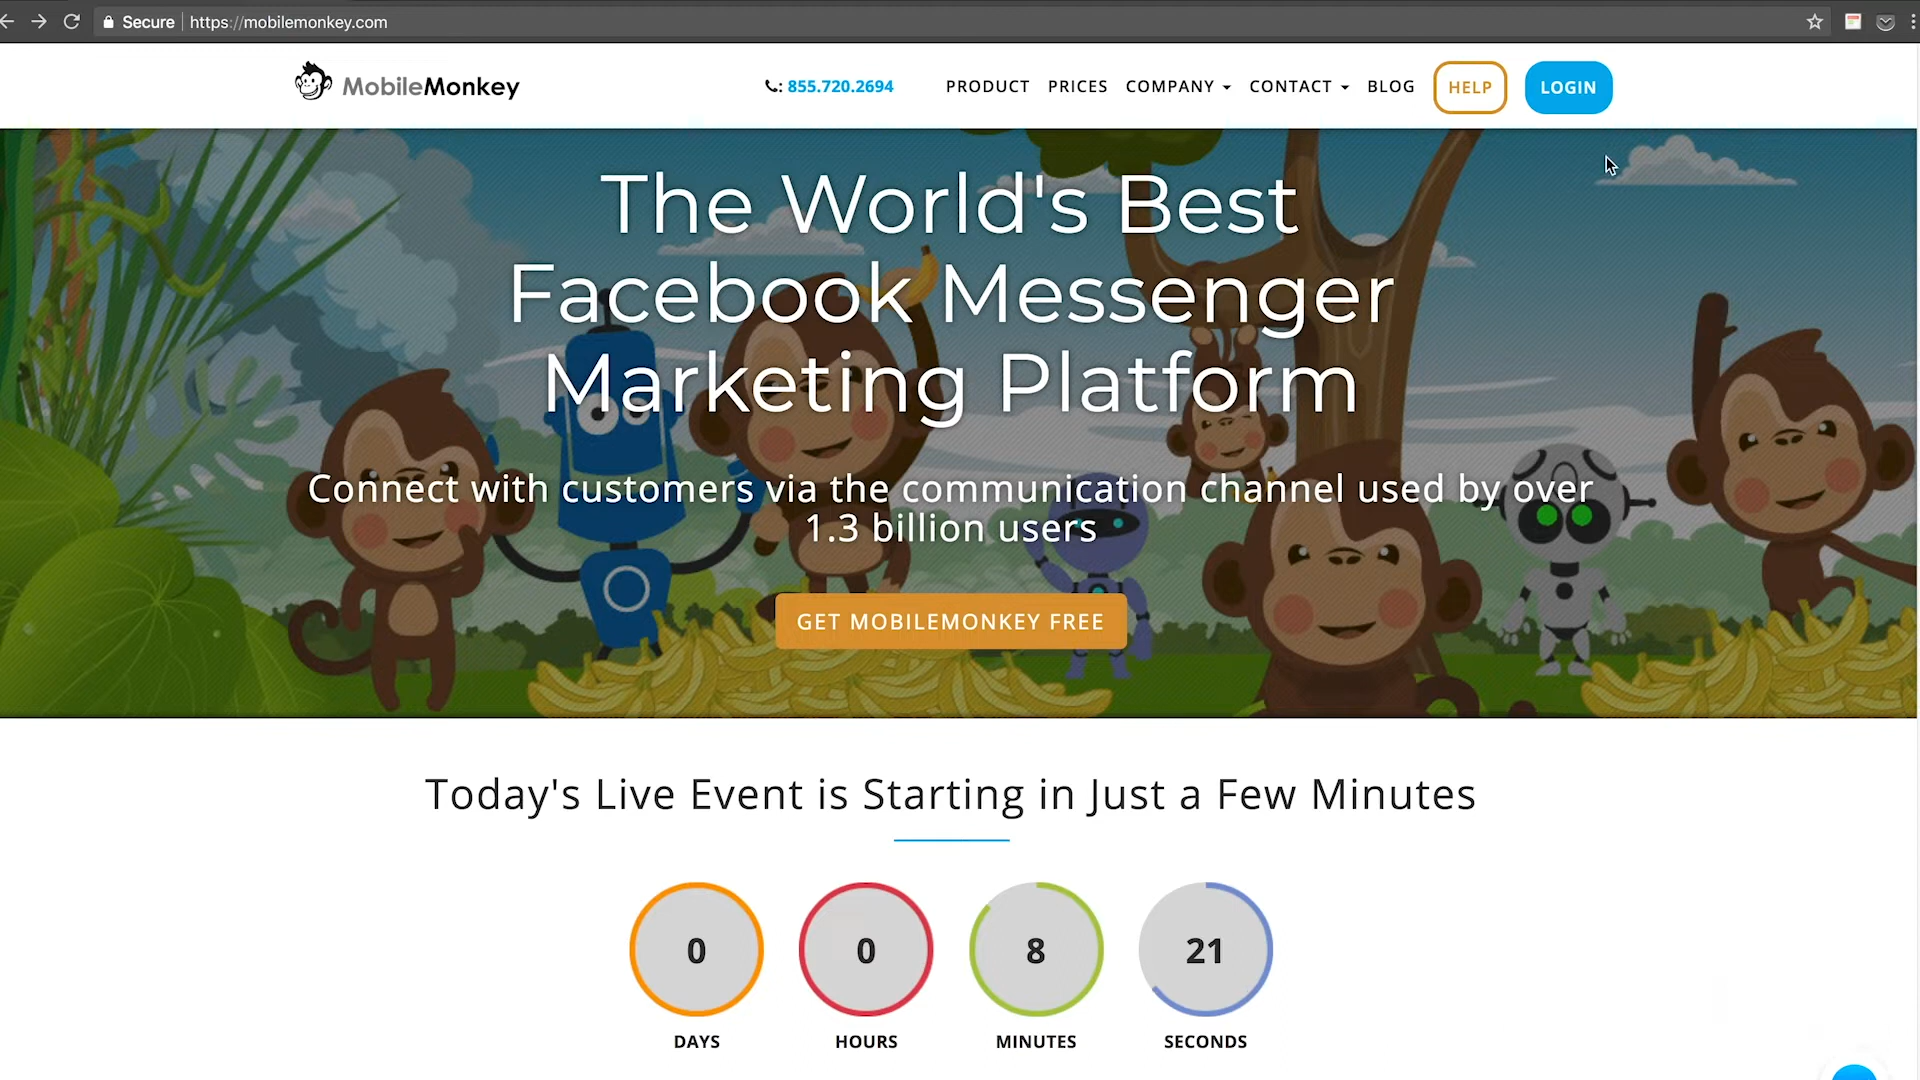 Secure https://mobilemonkey.com
MobileMonkey
: 855.720.2694 PRODUCT PRICES COMPANY CONTACT BLOG HELP LOGIN
The World's Best
Facebook Messenger
Marketing Platform
Connect with customers via the communication channel used by over
1.3 billion users
GET MOBILEMONKEY FREE
Today's Live Event is Starting in Just a Few Minutes
0 0 8 21
DAYS HOURS MINUTES SECONDS